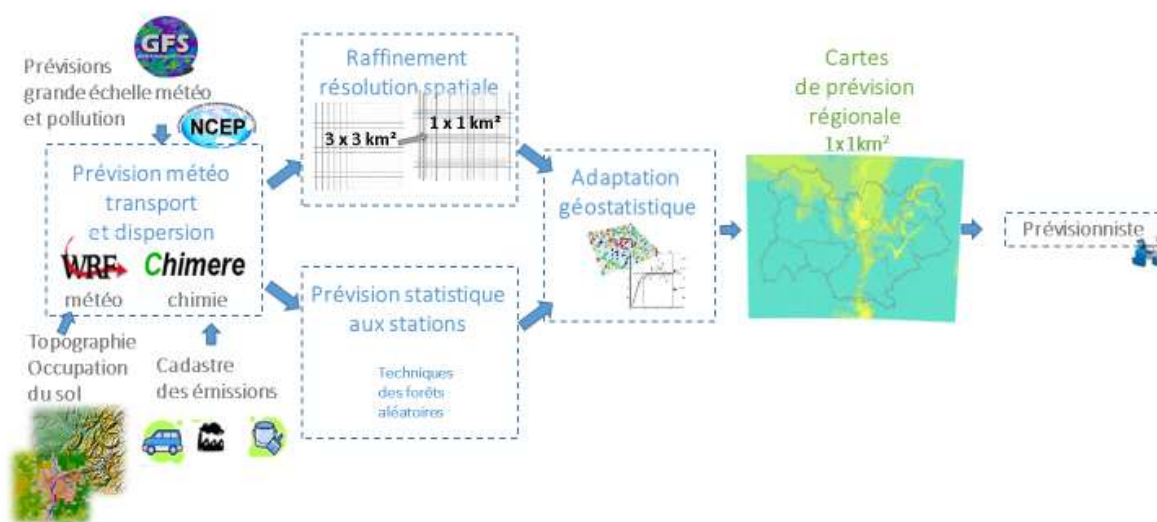 GFS
Prévisions
grande échelle météo
et pollution
NCEP
Prévision météo
transport
et dispersion
WRF
Chimere
météo
chimie
Topographie
Occupation
du sol
Cadastre
des émissions
Raffinement
résolution spatiale
3 x 3 km²
1 x 1 km²
Prévision statistique
aux stations
Techniques
des forêts
aléatoires
Adaptation
géostatistique
Cartes
de prévision
régionale
1x1km²
Prévisionniste